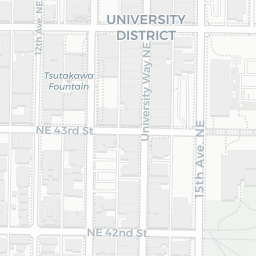 UNIVERSITY
DISTRICT
12th Ave. NE
Tsutakawa
Fountain
University Way NE
NE 43rd St.
15th Ave. NE
NE 42nd St.